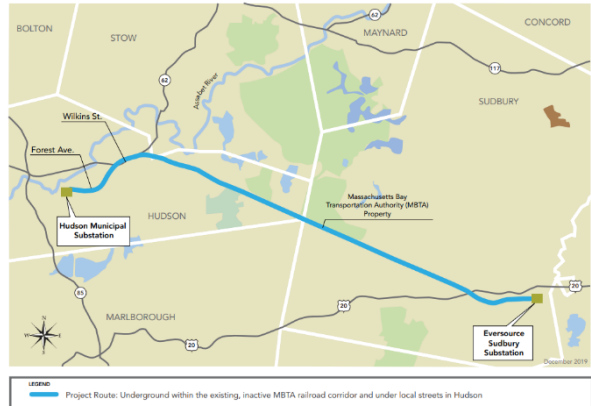 BOLTON
STOW
62
MAYNARD
CONCORD
62
117
SUDBURY
Assabet River
Wilkins St.
Forest Ave.
Hudson Municipal
Substation
HUDSON
Massachusetts Bay
Transportation Authority (MBTA)
Property
85
MARLBOROUGH
20
20
20
Eversource
Sudbury
Substation
N
W
E
S
December 2019
LEGEND
Project Route: Underground within the existing, inactive MBTA railroad corridor and under local streets in Hudson